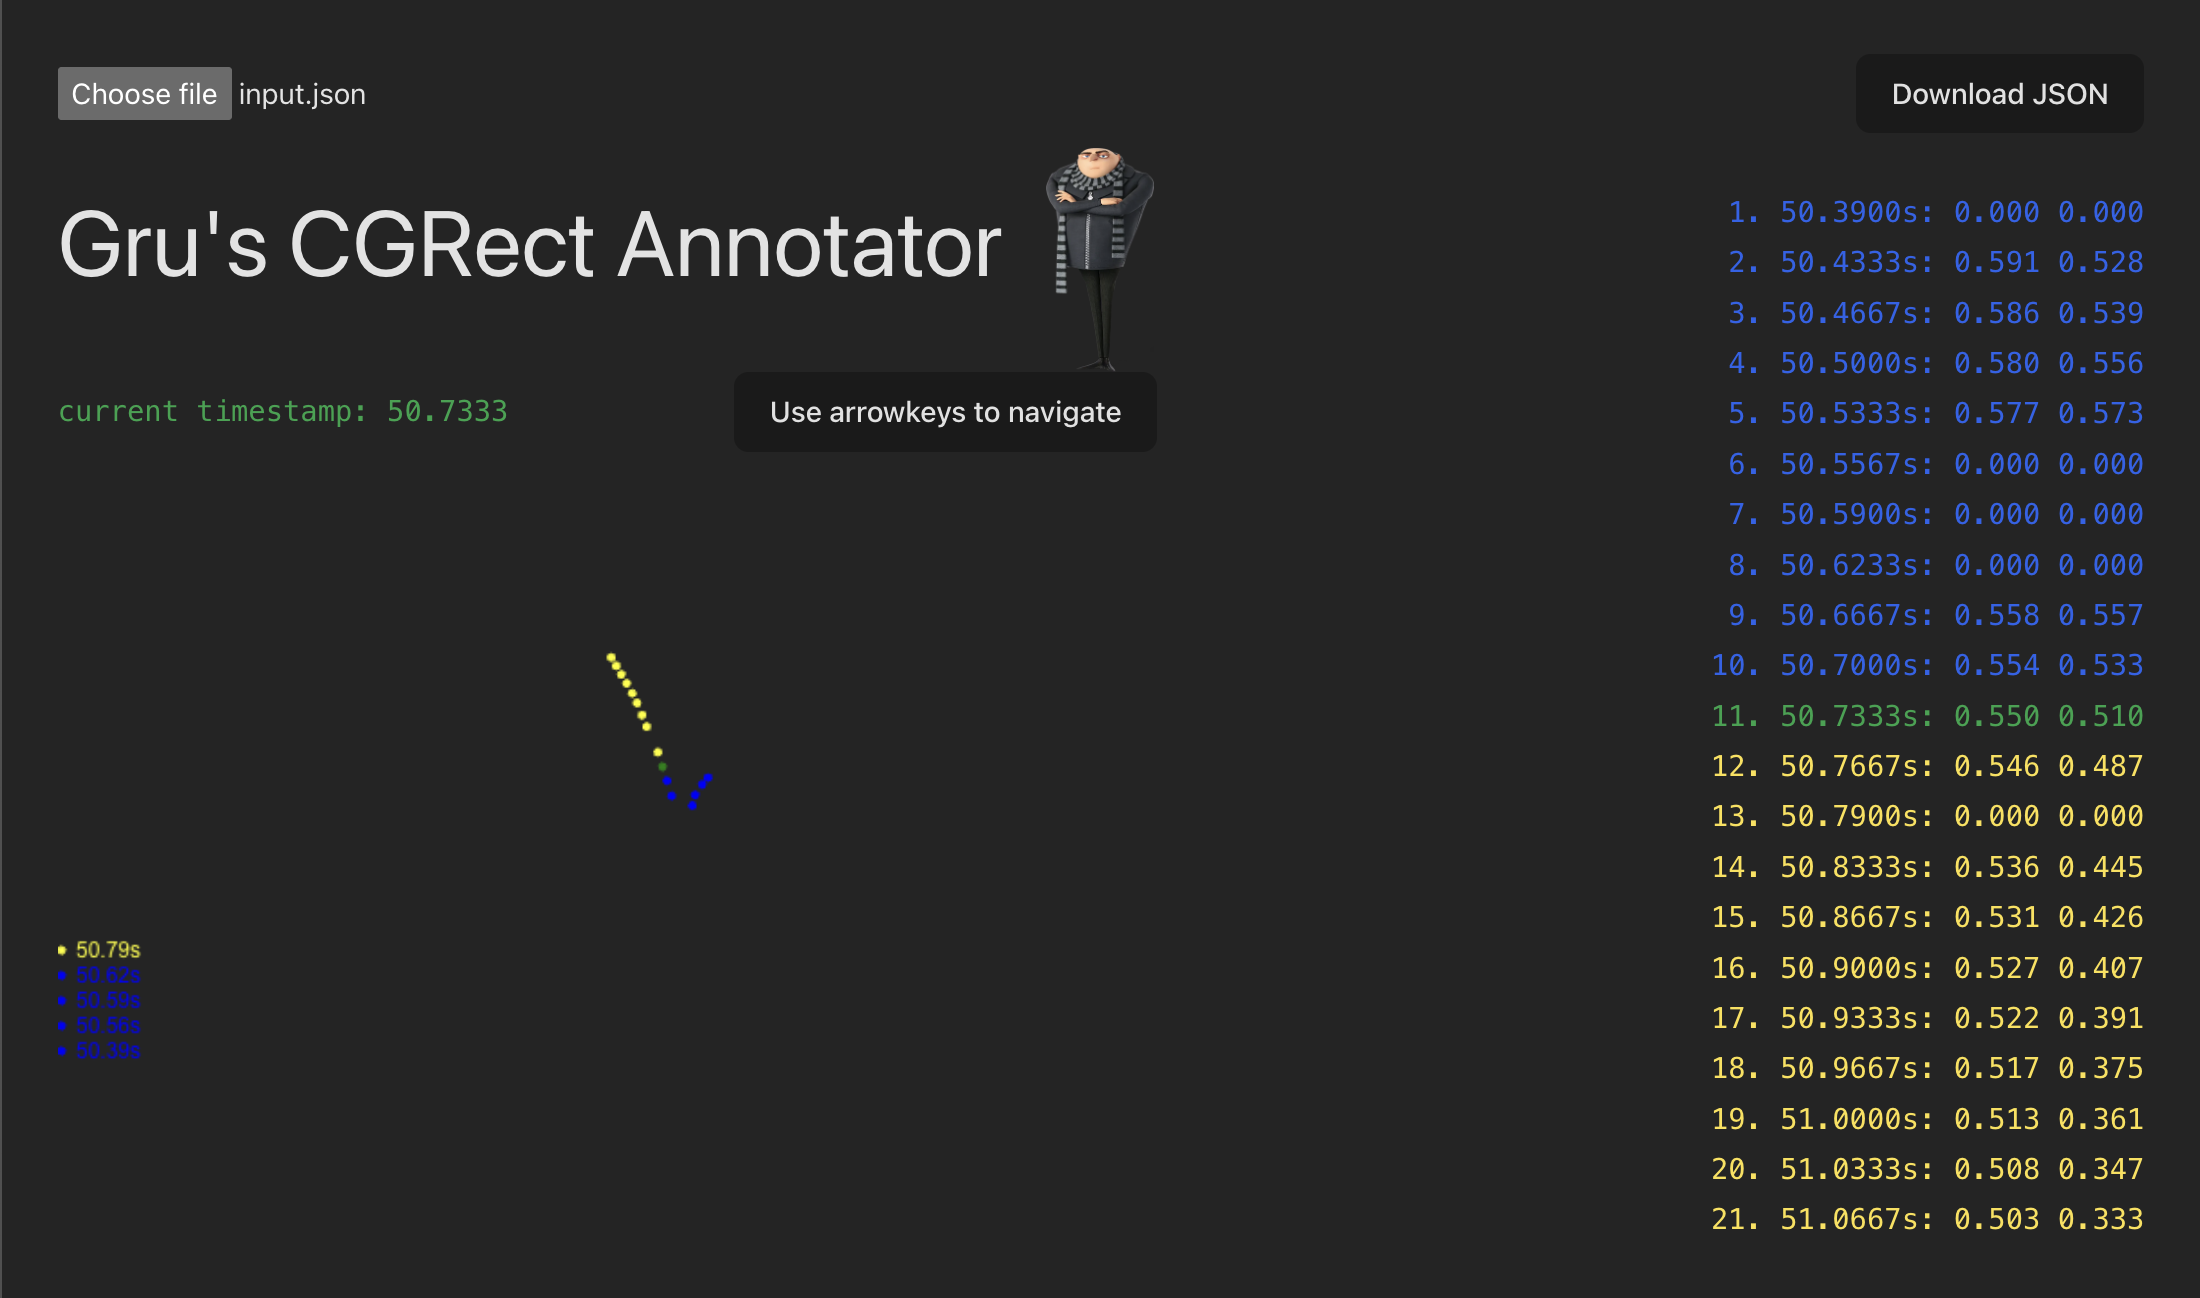 Choose file input.json
Download JSON
Gru's CGRect Annotator
current timestamp: 50.7333
Use arrowkeys to navigate
1. 50.3900s: 0.000 0.000
2. 50.4333s: 0.591 0.528
3. 50.4667s: 0.586 0.539
4. 50.5000s: 0.580 0.556
5. 50.5333s: 0.577 0.573
6. 50.5567s: 0.000 0.000
7. 50.5900s: 0.000 0.000
8. 50.6233s: 0.000 0.000
9. 50.6667s: 0.558 0.557
10. 50.7000s: 0.554 0.533
11. 50.7333s: 0.550 0.510
12. 50.7667s: 0.546 0.487
13. 50.7900s: 0.000 0.000
14. 50.8333s: 0.536 0.445
15. 50.8667s: 0.531 0.426
16. 50.9000s: 0.527 0.407
17. 50.9333s: 0.522 0.391
18. 50.9667s: 0.517 0.375
19. 51.0000s: 0.513 0.361
20. 51.0333s: 0.508 0.347
21. 51.0667s: 0.503 0.333
50.79s
50.62s
50.59s
50.56s
50.39s